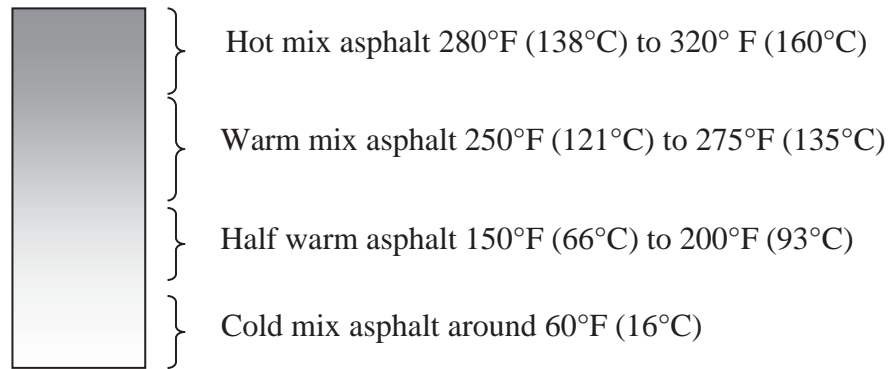 Hot mix asphalt 280°F (138°C) to 320° F (160°C)
Warm mix asphalt 250°F (121°C) to 275°F (135°C)
Half warm asphalt 150°F (66°C) to 200°F (93°C)
Cold mix asphalt around 60°F (16°C)